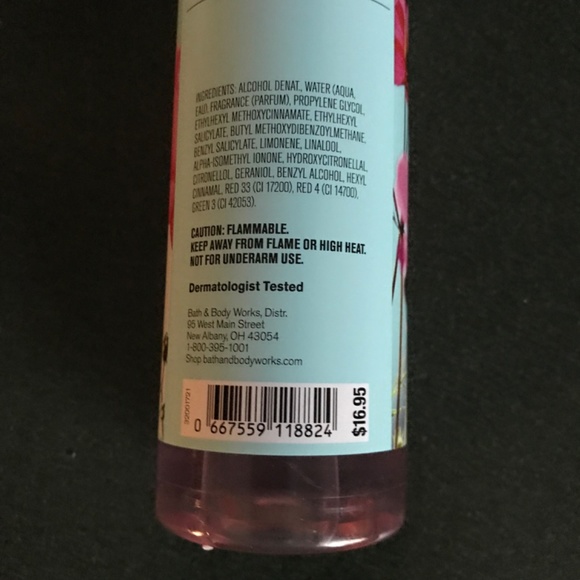 INGREDIENTS: ALCOHOL DENAT., WATER (AQUA,
EAU), FRAGRANCE (PARFUM), PROPYLENE GLYCOL,
ETHYLHEXYL METHOXYCINNAMATE, ETHYLHEXYL
SALICYLATE, BUTYL METHOXYDIBENZOYLMETHANE,
BENZYL SALICYLATE, LIMONENE, LINALOOL,
ALPHA-ISOMETHYL IONONE, HYDROXYCITRONELLAL,
CITRONELLOL, GERANIOL, BENZYL ALCOHOL, HEXYL
CINNAMAL, RED 33 (CI 17200), RED 4 (CI 14700),
GREEN 3 (CI 42053).
CAUTION: FLAMMABLE.
KEEP AWAY FROM FLAME OR HIGH HEAT.
NOT FOR UNDERARM USE.
Dermatologist Tested
Bath & Body Works, Distr.
95 West Main Street
New Albany, OH 43054
1-800-395-1001
Shop.bathandbodyworks.com
0 667559 118824
$16.95